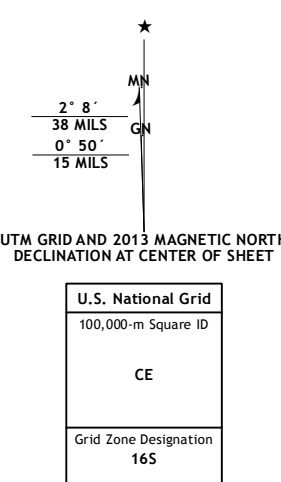 ★
MN
2° 8´
38 MILS
GN
0° 50´
15 MILS
UTM GRID AND 2013 MAGNETIC NORTH
DECLINATION AT CENTER OF SHEET
U.S. National Grid
100,000-m Square ID
CE
Grid Zone Designation
16S